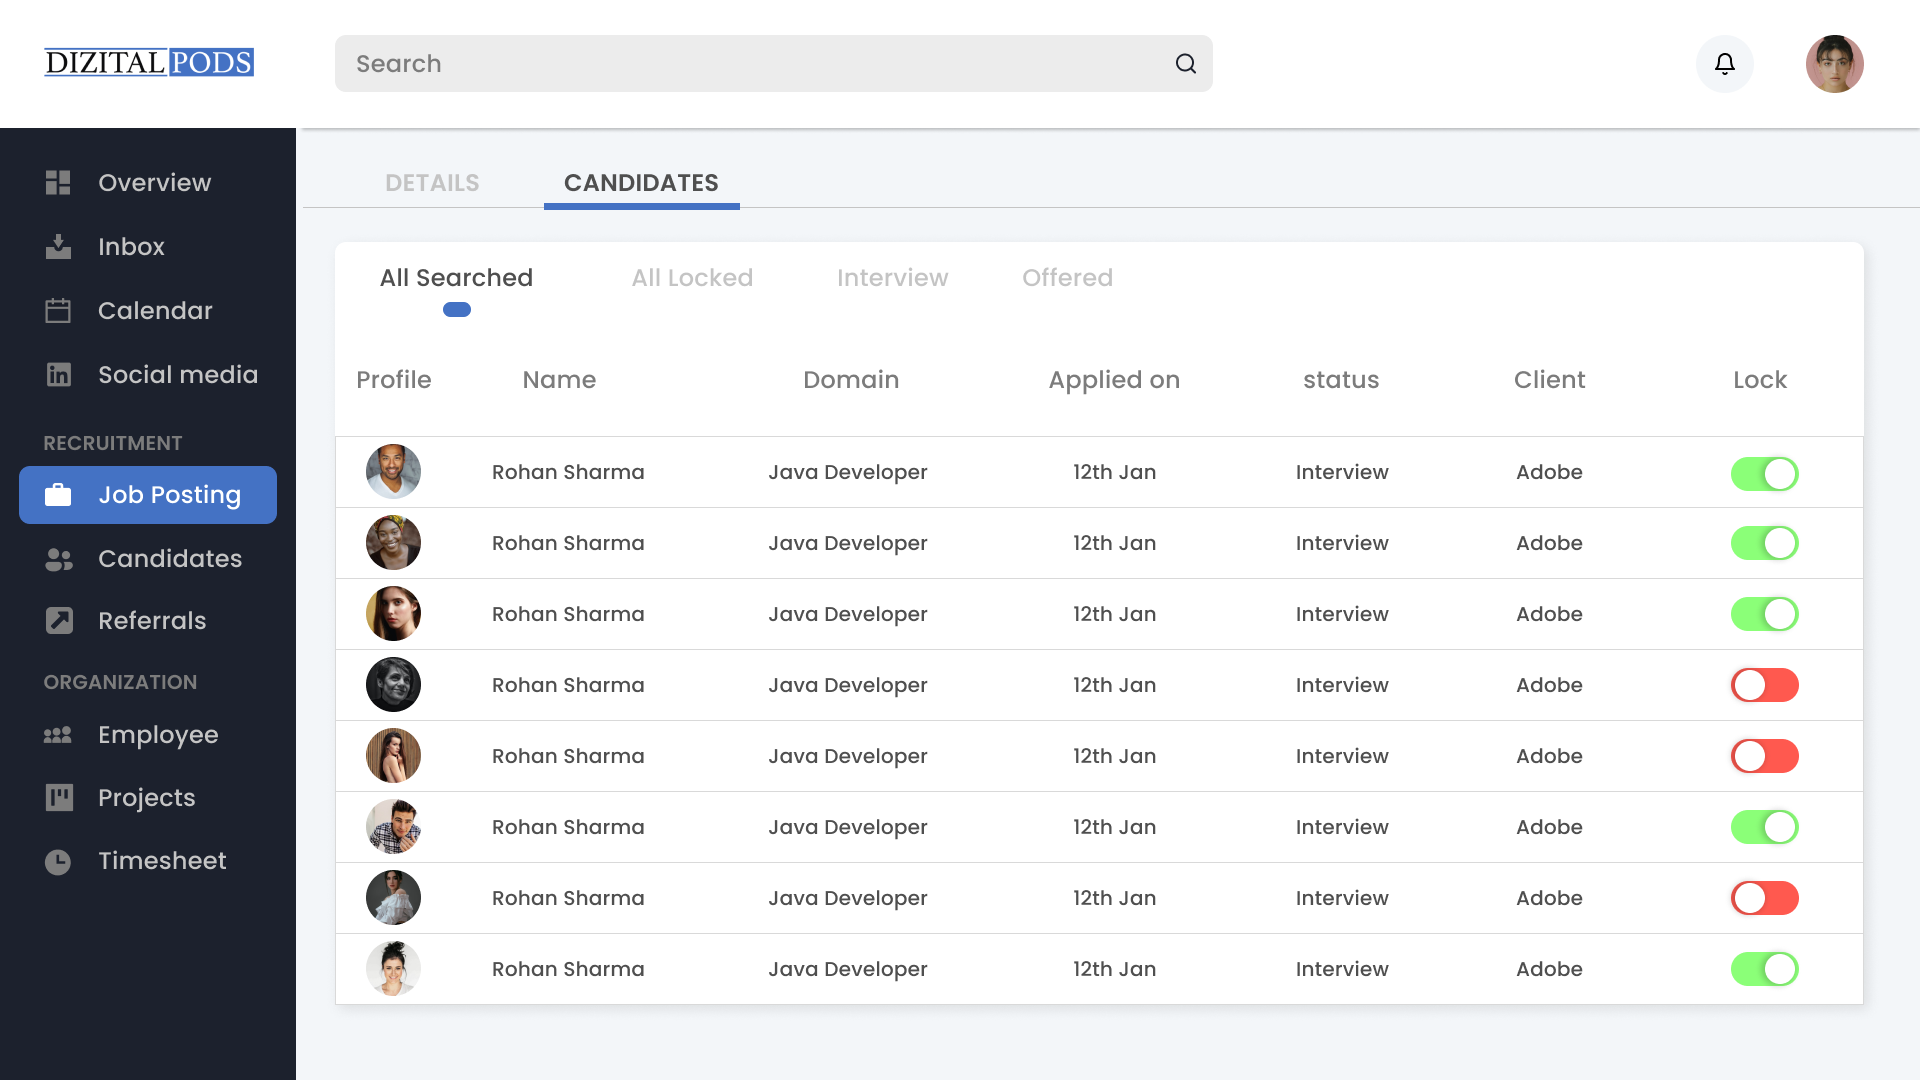 DIZITAL PODS
Search
Overview
Inbox
Calendar
Social media
RECRUITMENT
Job Posting
Candidates
Referrals
ORGANIZATION
Employee
Projects
Timesheet
DETAILS CANDIDATES
All Searched All Locked Interview Offered
Profile Name Domain Applied on status Client Lock
Rohan Sharma Java Developer 12th Jan Interview Adobe
Rohan Sharma Java Developer 12th Jan Interview Adobe
Rohan Sharma Java Developer 12th Jan Interview Adobe
Rohan Sharma Java Developer 12th Jan Interview Adobe
Rohan Sharma Java Developer 12th Jan Interview Adobe
Rohan Sharma Java Developer 12th Jan Interview Adobe
Rohan Sharma Java Developer 12th Jan Interview Adobe
Rohan Sharma Java Developer 12th Jan Interview Adobe